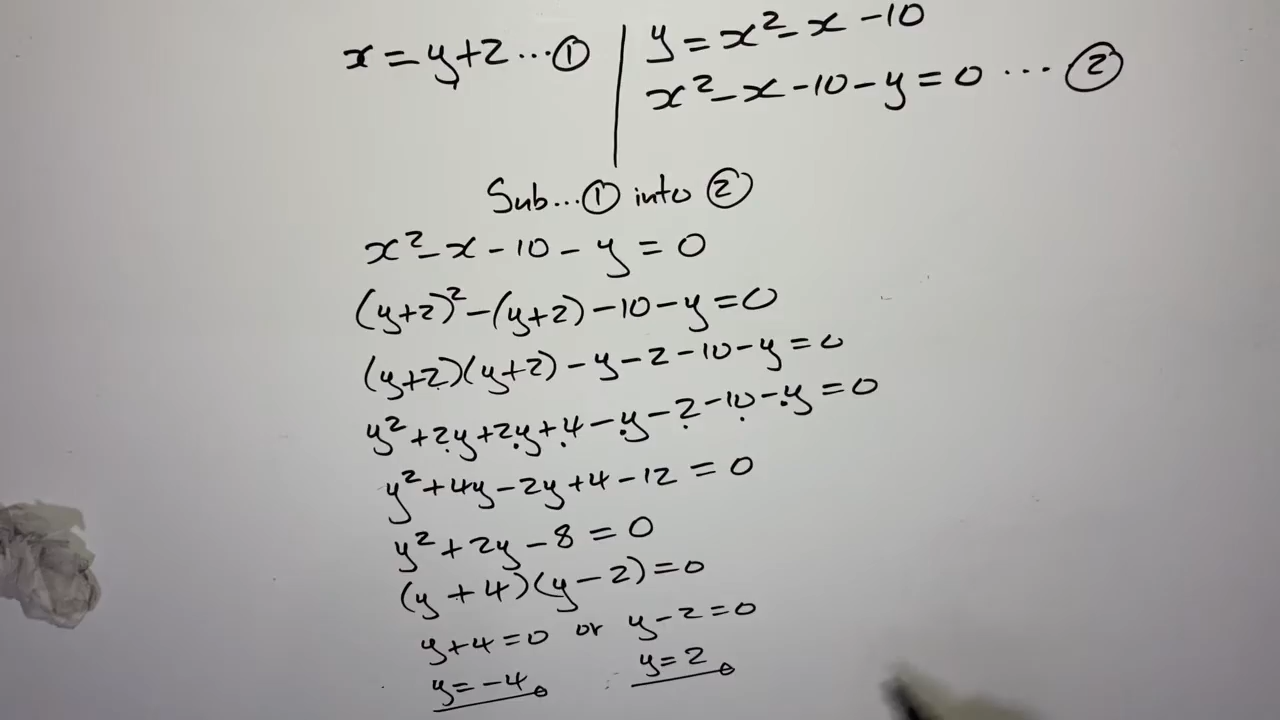 x = y+2 ... ①
y = x² - x - 10
x² - x - 10 - y = 0 ... ②
Sub... ① into ②
x² - x - 10 - y = 0
(y+2)² - (y+2) - 10 - y = 0
(y+2)(y+2) - y - 2 - 10 - y = 0
y² + 2y + 2y + 4 - y - 2 - 10 - y = 0
y² + 4y - 2y + 4 - 12 = 0
y² + 2y - 8 = 0
(y + 4)(y - 2) = 0
y + 4 = 0 or y - 2 = 0
y = -4 y = 2